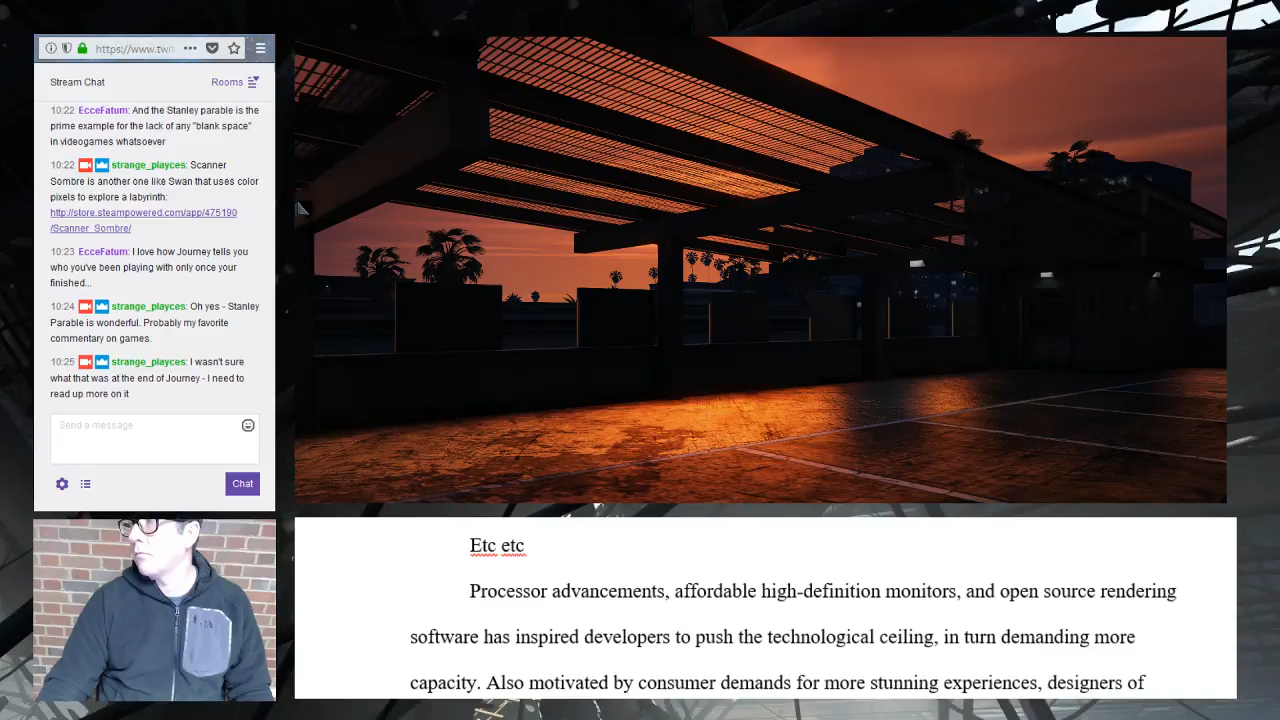 https://www.twi
Stream Chat
Rooms
10:22 EcceFatum: And the Stanley parable is the
prime example for the lack of any "blank space"
in videogames whatsoever
10:22 strange_playces: Scanner
Sombre is another one like Swan that uses color
pixels to explore a labyrinth:
http://store.steampowered.com/app/475190
/Scanner_Sombre/
10:23 EcceFatum: I love how Journey tells you
who you've been playing with only once your
finished...
10:24 strange_playces: Oh yes - Stanley
Parable is wonderful. Probably my favorite
commentary on games.
10:25 strange_playces: I wasn't sure
what that was at the end of Journey - I need to
read up more on it
Send a message
Chat
Etc etc
Processor advancements, affordable high-definition monitors, and open source rendering
software has inspired developers to push the technological ceiling, in turn demanding more
capacity. Also motivated by consumer demands for more stunning experiences, designers of